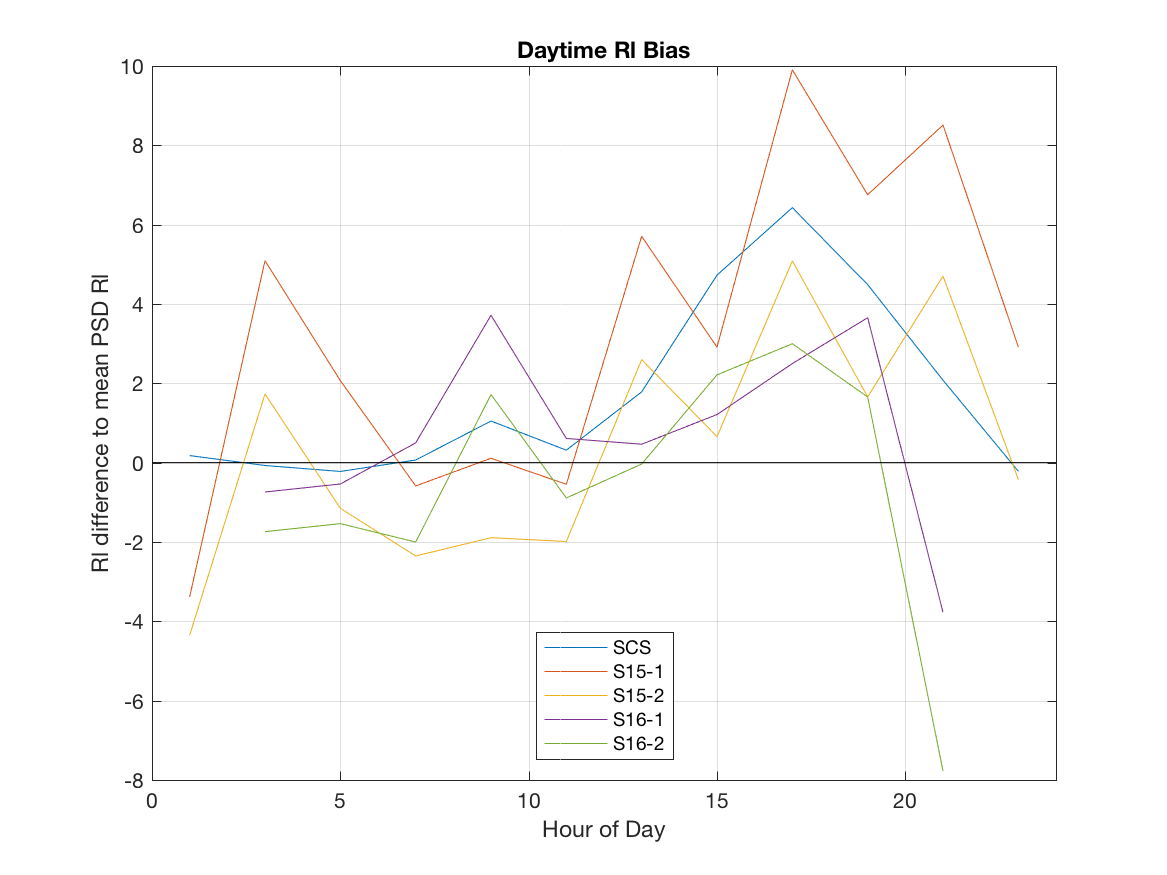 Daytime RI Bias
10
8
6
4
2
0
-2
-4
-6
-8
RI difference to mean PSD RI
SCS
S15-1
S15-2
S16-1
S16-2
0 5 10 15 20
Hour of Day